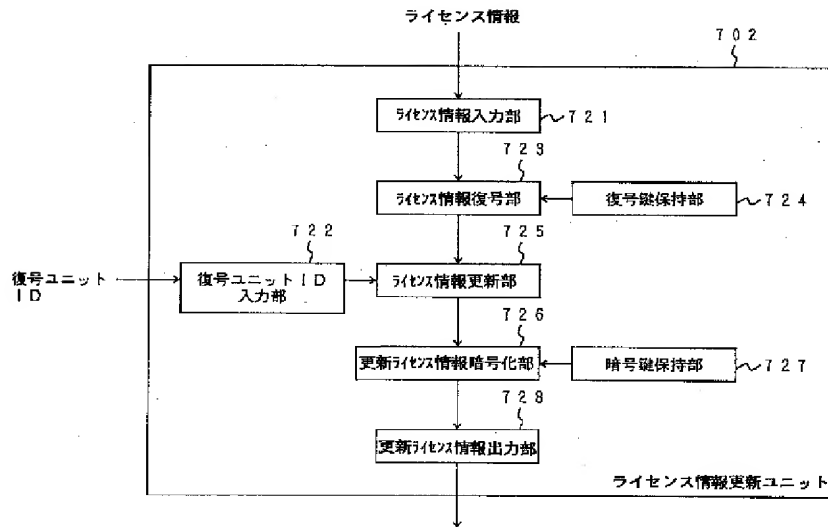 ライセンス情報
702
ライセンス情報入力部
721
723
ライセンス情報復号部
復号鍵保持部
724
722
725
復号ユニット
ID
復号ユニットID
入力部
ライセンス情報更新部
726
更新ライセンス情報暗号化部
暗号鍵保持部
727
728
更新ライセンス情報出力部
ライセンス情報更新ユニット